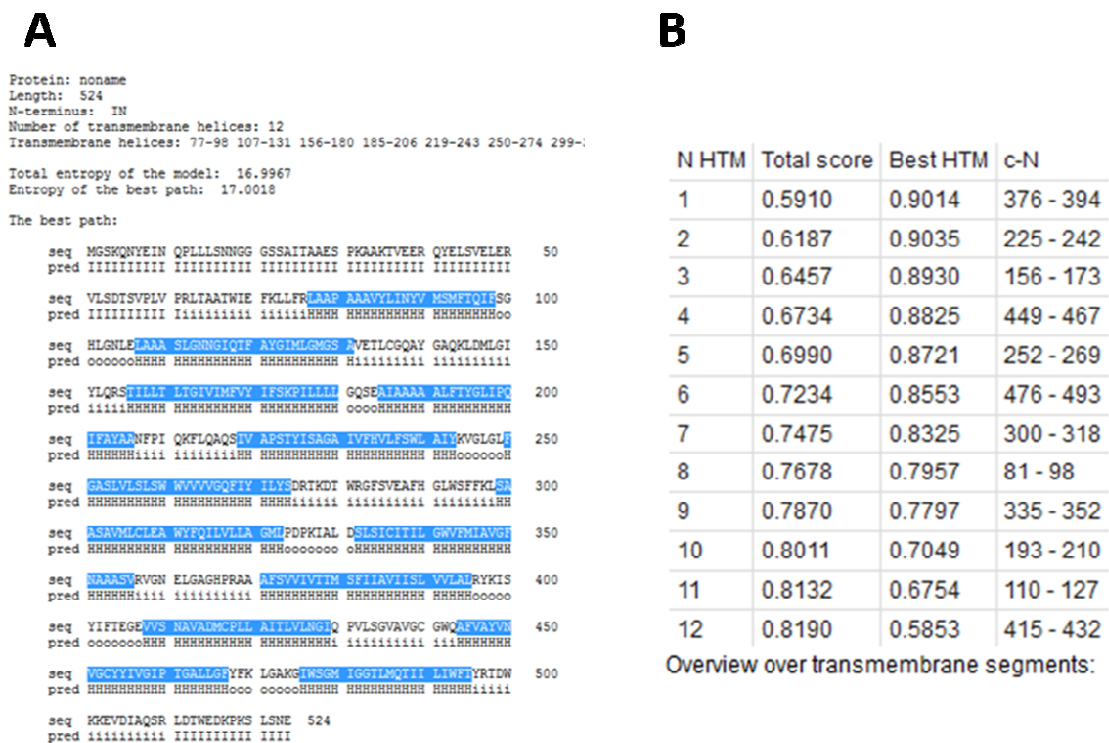 A
B
Protein: noname
Length: 524
N-terminus: IN
Number of transmembrane helices: 12
Transmembrane helices: 77-98 107-131 156-180 185-206 219-243 250-274 299-
Total entropy of the model: 16.9967
Entropy of the best path: 17.0018
The best path:
seq MGSKQNYEIN QPLLLSNNGG GSSAITAAES PKAAKTVEER QYELSVELER 50
pred IIIIIIIIII IIIIIIIIII IIIIIIIIII IIIIIIIIII IIIIIIIIII
seq VLSDTSVPLV PRLTAATWIE FKLLFRLAAP AAAVYLINYV MSMFTQIFSG 100
pred IIIIIIIIII Iiiiiiiiii iiiiiiHHHH HHHHHHHHHH HHHHHHHHoo
seq HLGNLELAAA SLGNNGIQTF AYGIMLGMGS AVETLCGQAY GAQKLDMLGI 150
pred ooooooHHHH HHHHHHHHHH HHHHHHHHHH Hiiiiiiiii iiiiiiiiii
seq YLQRSTILLT LTGIVIMFVY IFSKPILLLL GQSEAIAAAA ALFTYGLIPQ 200
pred iiiiiHHHHH HHHHHHHHHH HHHHHHHHHH ooooHHHHHH HHHHHHHHHH
seq IFAYAANFPI QKFLQAQSIV APSTYISAGA IVFHVLFSWL AIYKVGLGLF 250
pred HHHHHHiiii iiiiiiiiHH HHHHHHHHHH HHHHHHHHHH HHHooooooH
seq GASLVLSLSW WVVVVGQFIY ILYSDRTKDT WRGFSVEAFH GLWSFFKLSA 300
pred HHHHHHHHHH HHHHHHHHHH HHHHiiiiii iiiiiiiiii iiiiiiiiHH
seq ASAVMLCLEA WYFQILVLLA GMLPDPKIAL DSLSICITIL GWVFMIAVGF 350
pred HHHHHHHHHH HHHHHHHHHH HHHooooooo oHHHHHHHHH HHHHHHHHHH
seq NAAASVRVGN ELGAGHPRAA AFSVVIVTTM SFIIAVIISL VVLALRYKIS 400
pred HHHHHHiiii iiiiiiiiii HHHHHHHHHH HHHHHHHHHH HHHHHooooo
seq YIFTEGEVVS NAVADMCPLL AITLVLNGIQ PVLSGVAVGC GWQAFVAYVN 450
pred oooooooHHH HHHHHHHHHH HHHHHHHHHi iiiiiiiiii iiiHHHHHHH
seq VGCYYIVGIP TGALLGFYFK LGAKGIWSGM IGGTLMQTII LIWFTYRTDW 500
pred HHHHHHHHHH HHHHHHHooo oooooHHHHH HHHHHHHHHH HHHHHiiiii
seq KKEVDIAQSR LDTWEDKPKS LSNE 524
pred iiiiiiiiii IIIIIIIIII IIII
N HTM Total score Best HTM c-N
1 0.5910 0.9014 376 - 394
2 0.6187 0.9035 225 - 242
3 0.6457 0.8930 156 - 173
4 0.6734 0.8825 449 - 467
5 0.6990 0.8721 252 - 269
6 0.7234 0.8553 476 - 493
7 0.7475 0.8325 300 - 318
8 0.7678 0.7957 81 - 98
9 0.7870 0.7797 335 - 352
10 0.8011 0.7049 193 - 210
11 0.8132 0.6754 110 - 127
12 0.8190 0.5853 415 - 432
Overview over transmembrane segments: